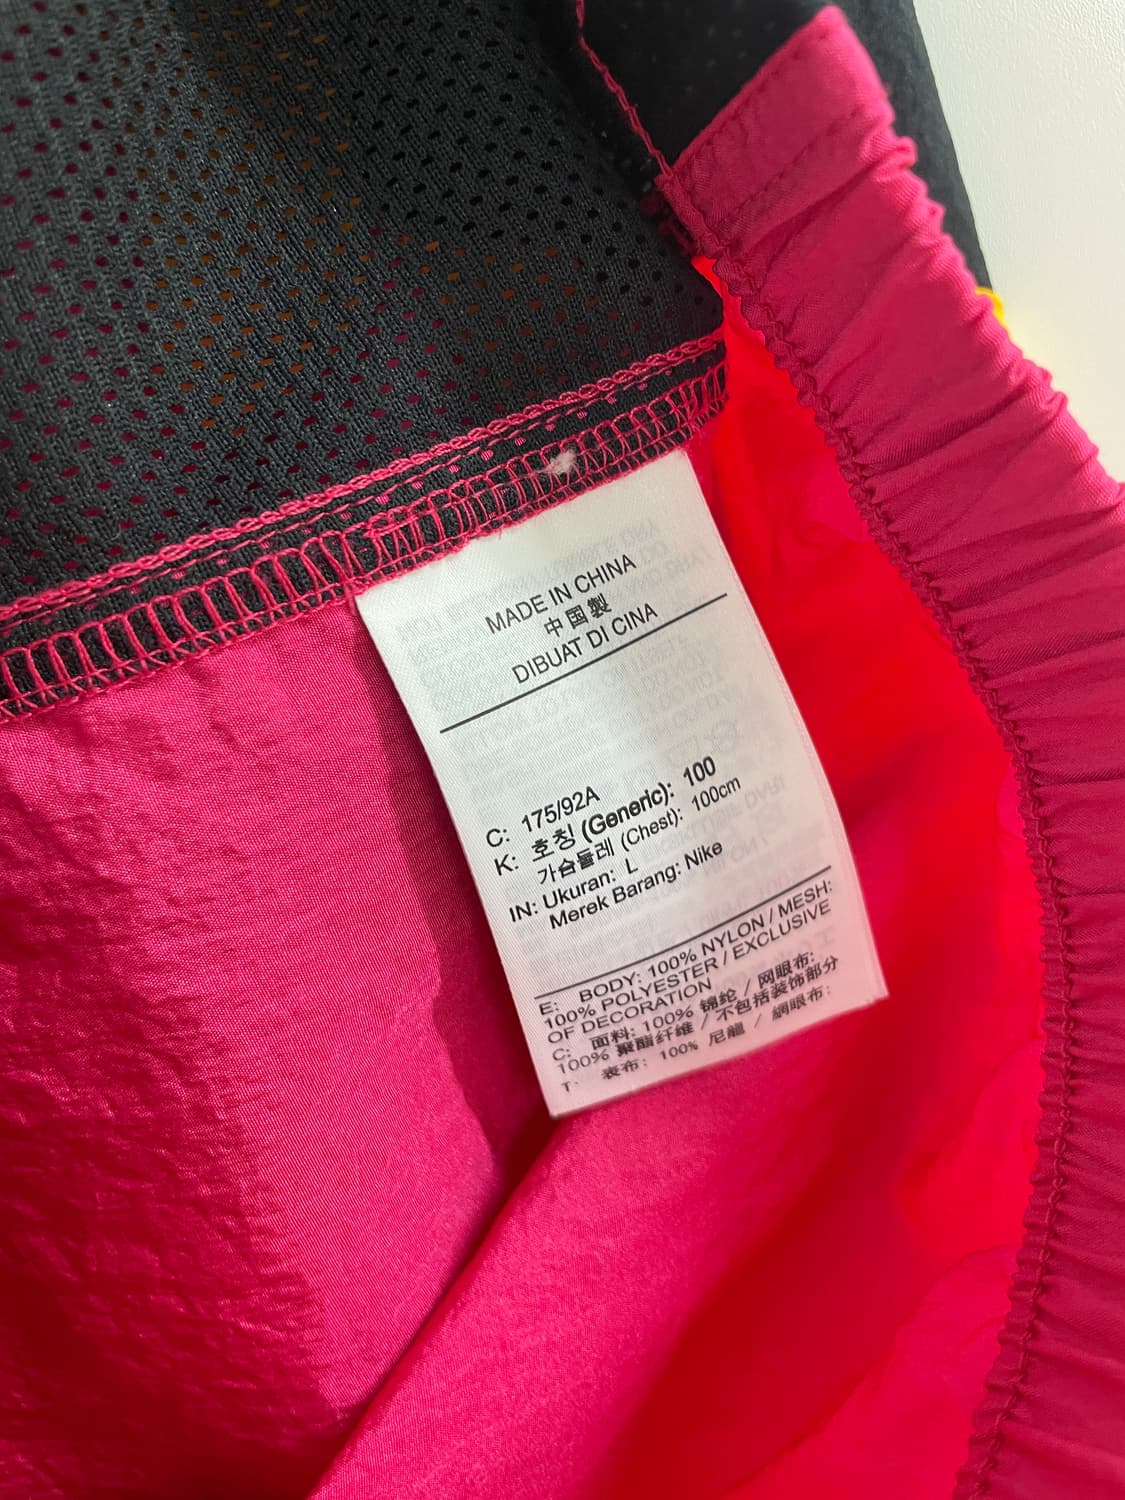 MADE IN CHINA
中国製
DIBUAT DI CINA
C: 175/92A
K: 호칭 (Generic): 100
가슴둘레 (Chest): 100cm
IN: Ukuran: L
Merek Barang: Nike
E: BODY: 100% NYLON / MESH:
100% POLYESTER / EXCLUSIVE
OF DECORATION
C: 面料: 100% 锦纶 / 网眼布:
100% 聚酯纤维 / 不包括装饰部分
T: 表布: 100% 尼龍 / 網眼布: